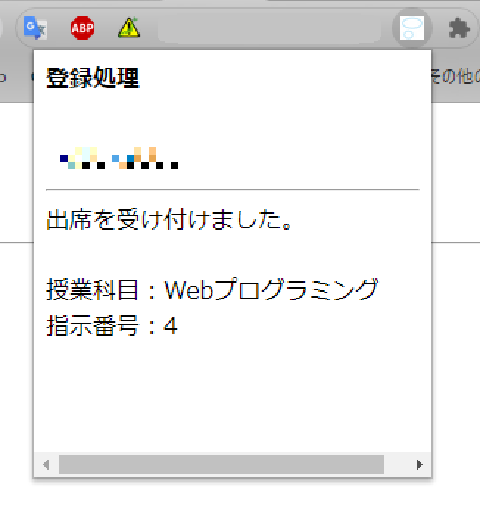 ABP
その他の
登録処理
出席を受け付けました。
授業科目：Webプログラミング
指示番号：4